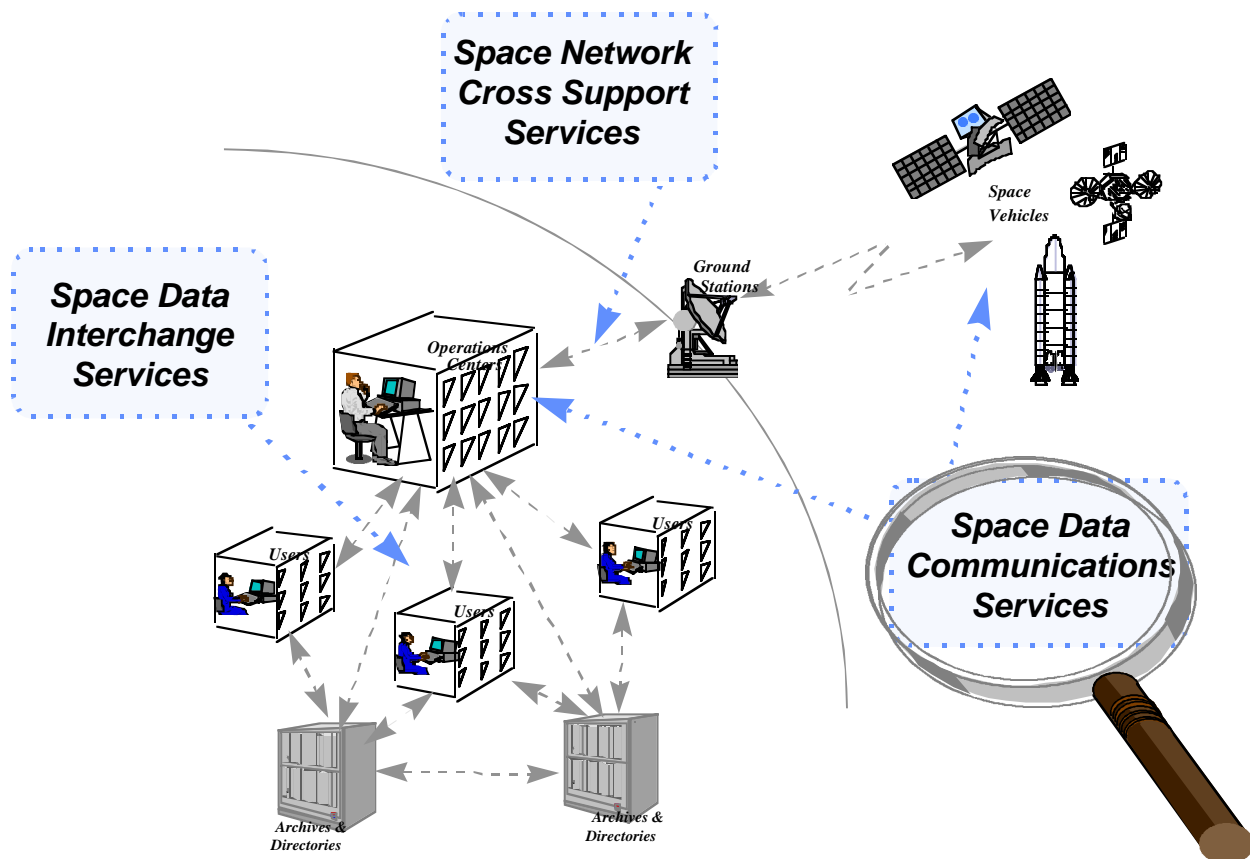 Space Network
Cross Support
Services
Space
Vehicles
Ground
Stations
Space Data
Interchange
Services
Operations
Centers
Users
Users
Users
Space Data
Communications
Services
Archives &
Directories
Archives &
Directories